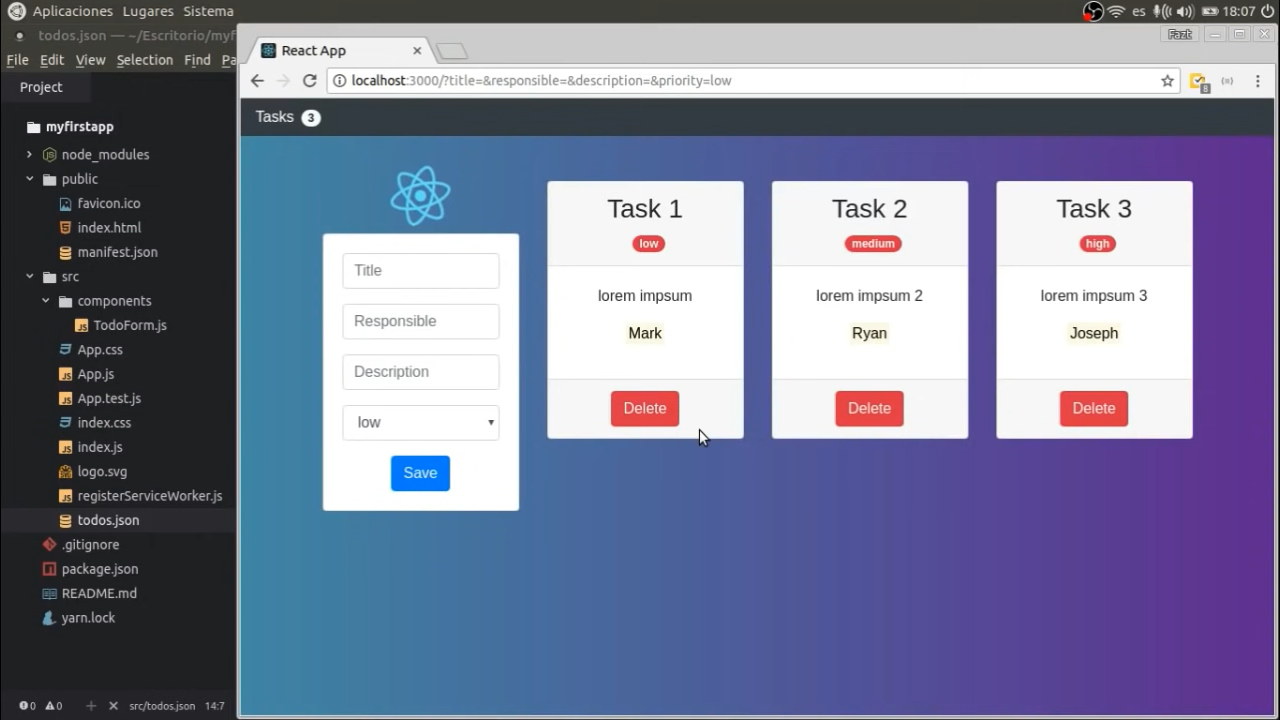 Aplicaciones Lugares Sistema
es 18:07
todos.json — ~/Escritorio/myf
File Edit View Selection Find Pa
Project
myfirstapp
node_modules
public
favicon.ico
index.html
manifest.json
src
components
TodoForm.js
App.css
App.js
App.test.js
index.css
index.js
logo.svg
registerServiceWorker.js
todos.json
.gitignore
package.json
README.md
yarn.lock
0 0 + × src/todos.json 14:7
React App ×
Fazt
localhost:3000/?title=&responsible=&description=&priority=low
8
Tasks 3
Title
Responsible
Description
low
Save
Task 1
low
lorem impsum
Mark
Delete
Task 2
medium
lorem impsum 2
Ryan
Delete
Task 3
high
lorem impsum 3
Joseph
Delete